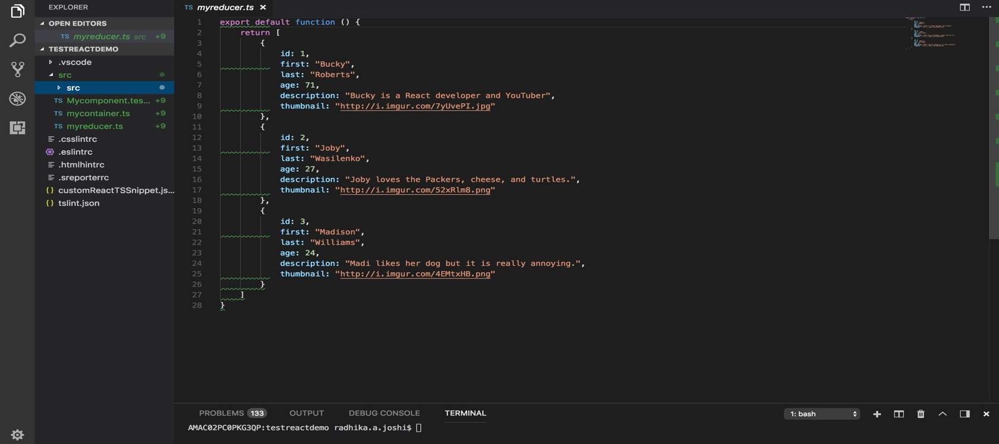 EXPLORER
OPEN EDITORS
TS myreducer.ts src +9
TESTREACTDEMO
.vscode
src
src
TS Mycomponent.tes... +9
TS mycontainer.ts +9
TS myreducer.ts +9
.csslintrc
.eslintrc
.htmlhintrc
.sreporterrc
{ } customReactTSSnippet.js...
{ } tslint.json
TS myreducer.ts ×
1 export default function () {
2 return [
3 {
4 id: 1,
5 first: "Bucky",
6 last: "Roberts",
7 age: 71,
8 description: "Bucky is a React developer and YouTuber",
9 thumbnail: "http://i.imgur.com/7yUvePI.jpg"
10 },
11 {
12 id: 2,
13 first: "Joby",
14 last: "Wasilenko",
15 age: 27,
16 description: "Joby loves the Packers, cheese, and turtles.",
17 thumbnail: "http://i.imgur.com/52xRlm8.png"
18 },
19 {
20 id: 3,
21 first: "Madison",
22 last: "Williams",
23 age: 24,
24 description: "Madi likes her dog but it is really annoying.",
25 thumbnail: "http://i.imgur.com/4EMtxHB.png"
26 }
27 ]
28 }
PROBLEMS 133 OUTPUT DEBUG CONSOLE TERMINAL 1: bash
AMAC02PC0PKG3QP:testreactdemo radhika.a.joshi$